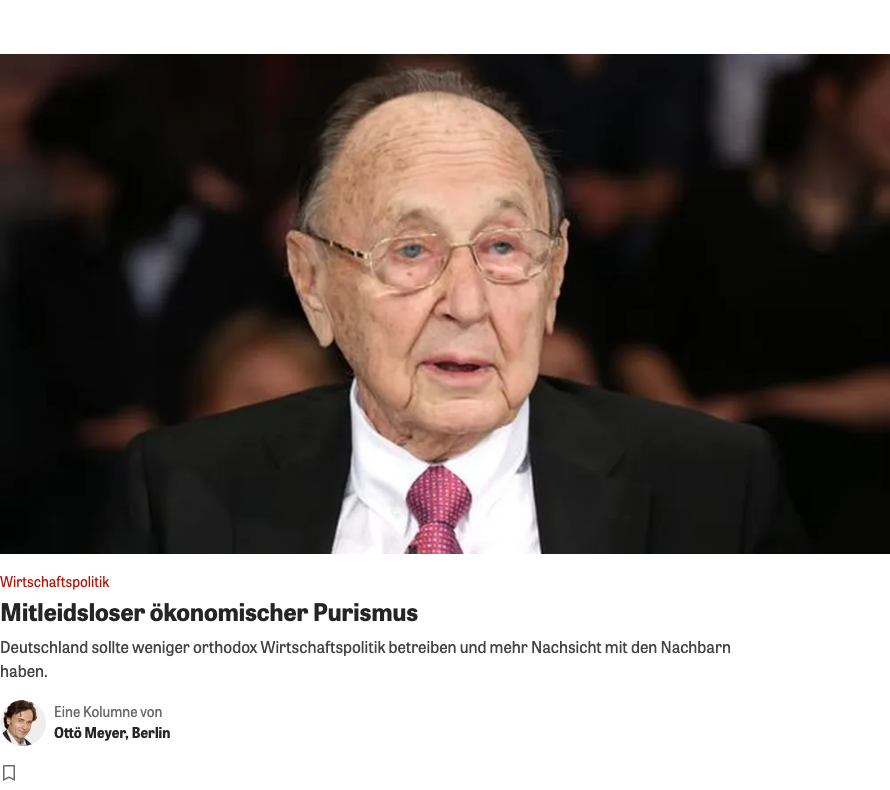 Wirtschaftspolitik
Mitleidsloser ökonomischer Purismus
Deutschland sollte weniger orthodox Wirtschaftspolitik betreiben und mehr Nachsicht mit den Nachbarn
haben.
Eine Kolumne von
Ottö Meyer, Berlin